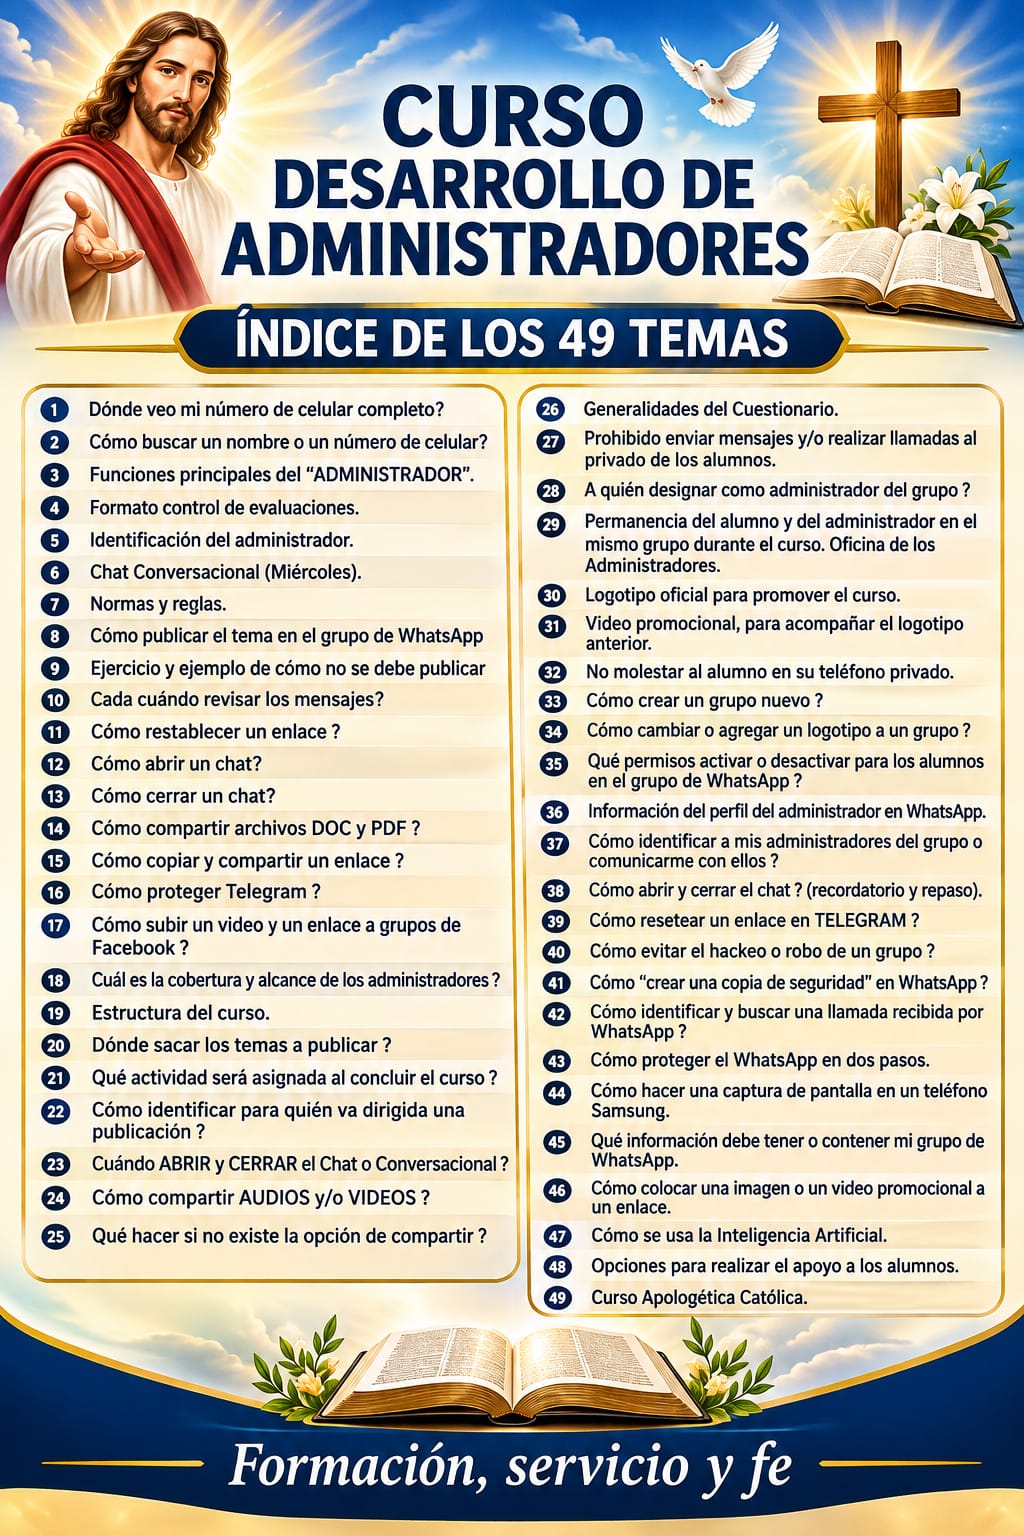 CURSO
DESARROLLO DE
ADMINISTRADORES
ÍNDICE DE LOS 49 TEMAS
1 Dónde veo mi número de celular completo?
2 Cómo buscar un nombre o un número de celular?
3 Funciones principales del “ADMINISTRADOR”.
4 Formato control de evaluaciones.
5 Identificación del administrador.
6 Chat Conversacional (Miércoles).
7 Normas y reglas.
8 Cómo publicar el tema en el grupo de WhatsApp
9 Ejercicio y ejemplo de cómo no se debe publicar
10 Cada cuándo revisar los mensajes?
11 Cómo restablecer un enlace ?
12 Cómo abrir un chat?
13 Cómo cerrar un chat?
14 Cómo compartir archivos DOC y PDF ?
15 Cómo copiar y compartir un enlace ?
16 Cómo proteger Telegram ?
17 Cómo subir un video y un enlace a grupos de
Facebook ?
18 Cuál es la cobertura y alcance de los administradores ?
19 Estructura del curso.
20 Dónde sacar los temas a publicar ?
21 Qué actividad será asignada al concluir el curso ?
22 Cómo identificar para quién va dirigida una
publicación ?
23 Cuándo ABRIR y CERRAR el Chat o Conversacional ?
24 Cómo compartir AUDIOS y/o VIDEOS ?
25 Qué hacer si no existe la opción de compartir ?
26 Generalidades del Cuestionario.
27 Prohibido enviar mensajes y/o realizar llamadas al
privado de los alumnos.
28 A quién designar como administrador del grupo ?
29 Permanencia del alumno y del administrador en el
mismo grupo durante el curso. Oficina de los
Administradores.
30 Logotipo oficial para promover el curso.
31 Video promocional, para acompañar el logotipo
anterior.
32 No molestar al alumno en su teléfono privado.
33 Cómo crear un grupo nuevo ?
34 Cómo cambiar o agregar un logotipo a un grupo ?
35 Qué permisos activar o desactivar para los alumnos
en el grupo de WhatsApp ?
36 Información del perfil del administrador en WhatsApp.
37 Cómo identificar a mis administradores del grupo o
comunicarme con ellos ?
38 Cómo abrir y cerrar el chat ? (recordatorio y repaso).
39 Cómo resetear un enlace en TELEGRAM ?
40 Cómo evitar el hackeo o robo de un grupo ?
41 Cómo “crear una copia de seguridad” en WhatsApp ?
42 Cómo identificar y buscar una llamada recibida por
WhatsApp ?
43 Cómo proteger el WhatsApp en dos pasos.
44 Cómo hacer una captura de pantalla en un teléfono
Samsung.
45 Qué información debe tener o contener mi grupo de
WhatsApp.
46 Cómo colocar una imagen o un video promocional a
un enlace.
47 Cómo se usa la Inteligencia Artificial.
48 Opciones para realizar el apoyo a los alumnos.
49 Curso Apologética Católica.
Formación, servicio y fe